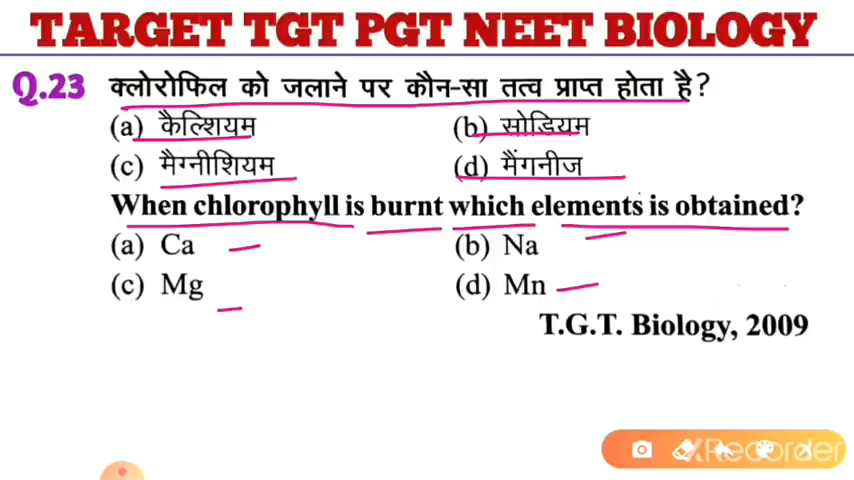 TARGET TGT PGT NEET BIOLOGY
Q.23 क्लोरोफिल को जलाने पर कौन-सा तत्व प्राप्त होता है?
(a) कैल्शियम (b) सोडियम
(c) मैग्नीशियम (d) मैंगनीज
When chlorophyll is burnt which elements is obtained?
(a) Ca (b) Na
(c) Mg (d) Mn
T.G.T. Biology, 2009
XRecorder